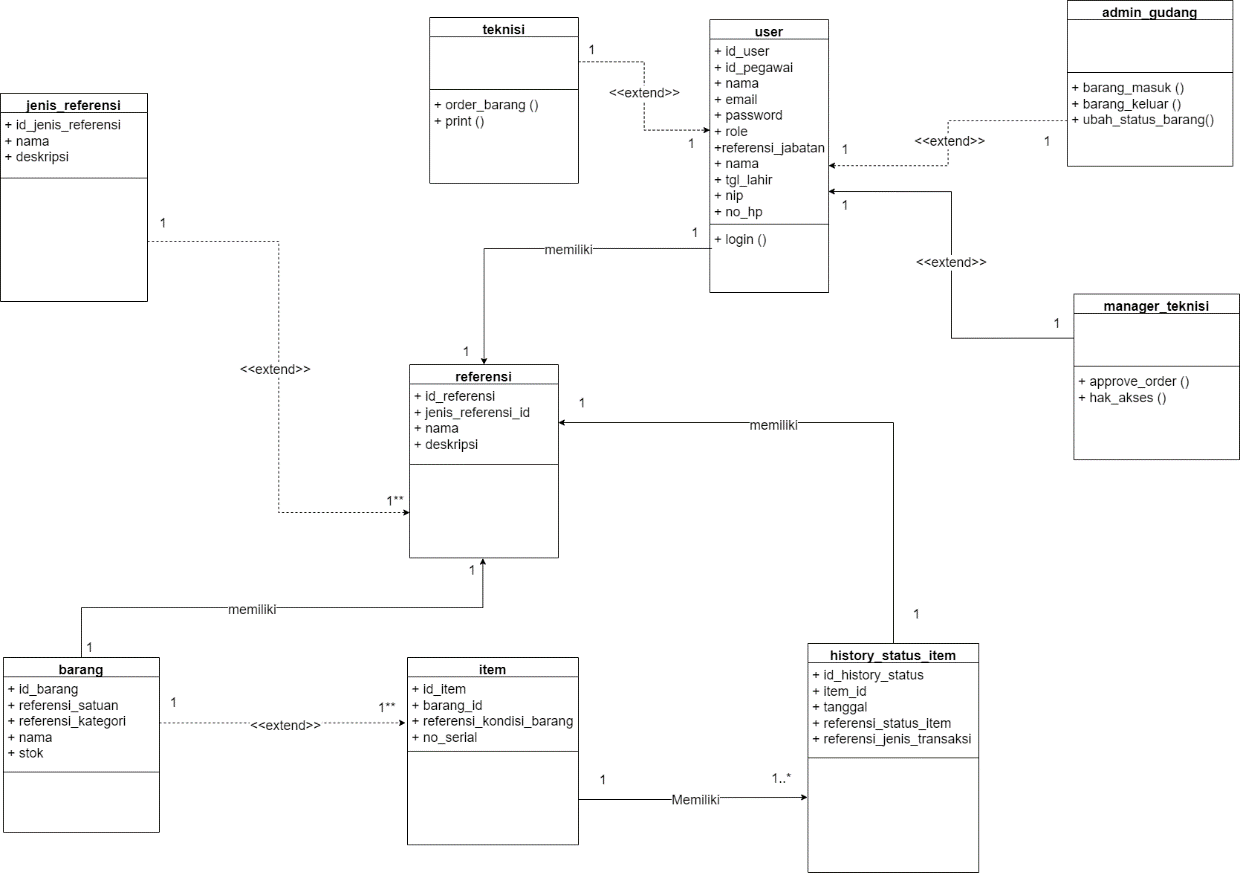 teknisi
+ order_barang ()
+ print ()
1
<<extend>>
1
user
+ id_user
+ id_pegawai
+ nama
+ email
+ password
+ role
+referensi_jabatan
+ nama
+ tgl_lahir
+ nip
+ no_hp
+ login ()
admin_gudang
+ barang_masuk ()
+ barang_keluar ()
+ ubah_status_barang()
1
<<extend>>
1
1
<<extend>>
1
manager_teknisi
+ approve_order ()
+ hak_akses ()
jenis_referensi
+ id_jenis_referensi
+ nama
+ deskripsi
1
<<extend>>
1**
1
memiliki
1
referensi
+ id_referensi
+ jenis_referensi_id
+ nama
+ deskripsi
1
memiliki
1
1
memiliki
1
barang
+ id_barang
+ referensi_satuan
+ referensi_kategori
+ nama
+ stok
1
<<extend>>
1**
item
+ id_item
+ barang_id
+ referensi_kondisi_barang
+ no_serial
1
Memiliki
1..*
history_status_item
+ id_history_status
+ item_id
+ tanggal
+ referensi_status_item
+ referensi_jenis_transaksi